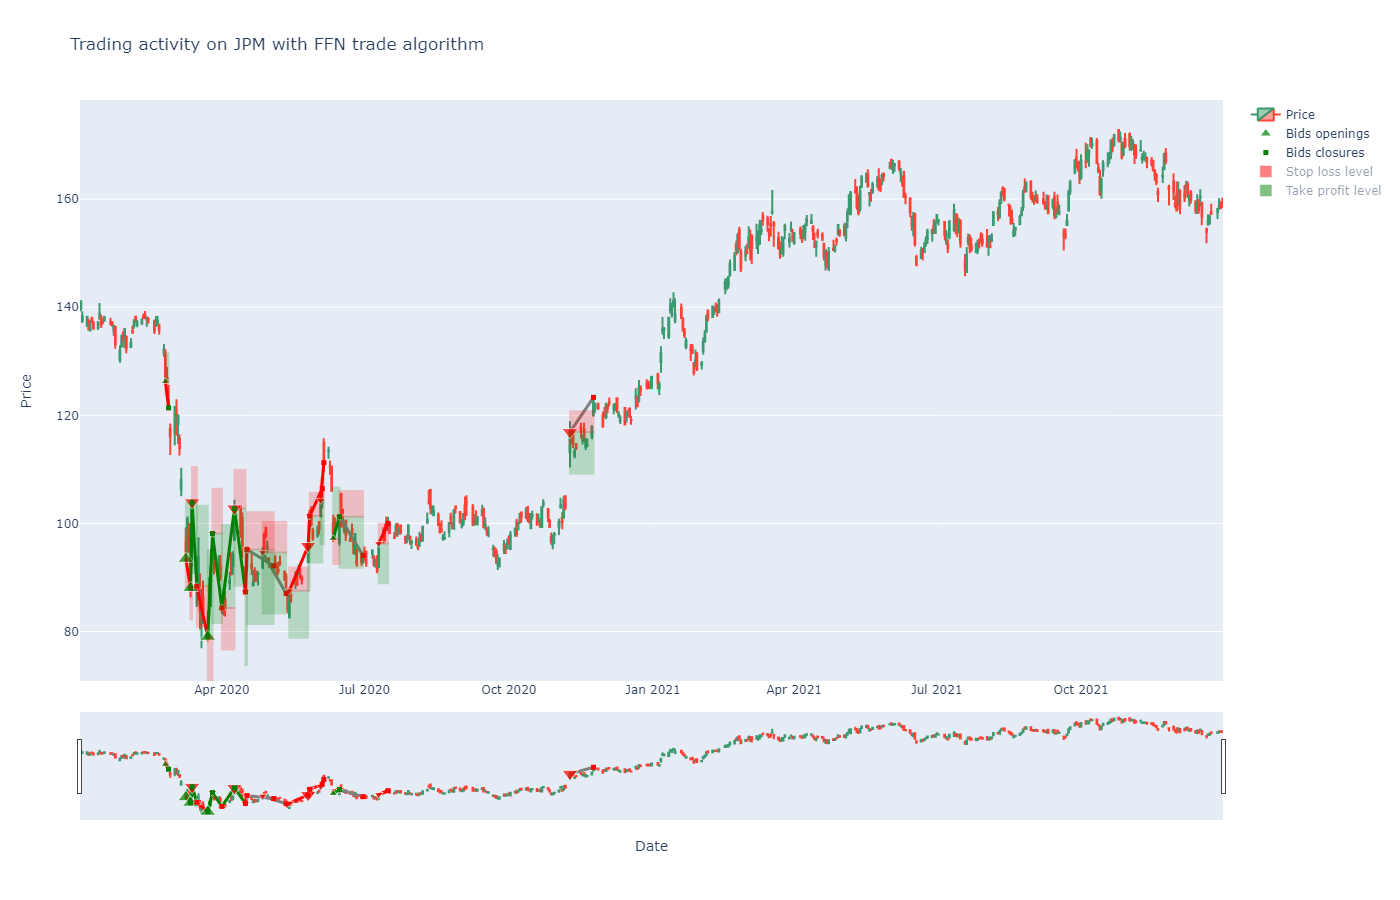 Trading activity on JPM with FFN trade algorithm
Price
Bids openings
Bids closures
Stop loss level
Take profit level
160
140
120
100
80
Price
Apr 2020
Jul 2020
Oct 2020
Jan 2021
Apr 2021
Jul 2021
Oct 2021
Date